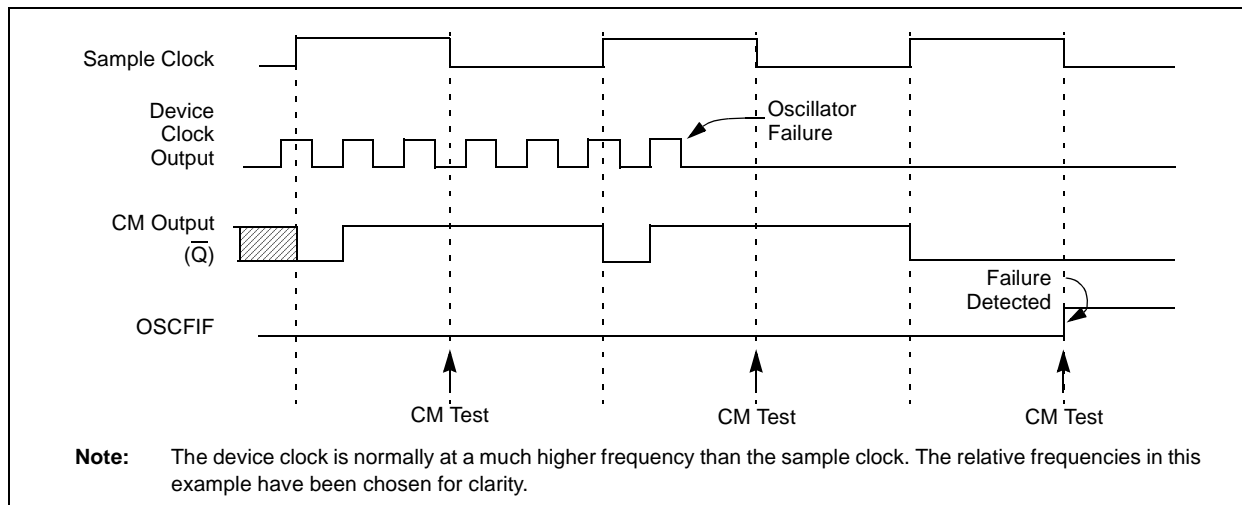 Sample Clock
Device
Clock
Output
Oscillator
Failure
CM Output
(Q̅)
Failure
Detected
OSCFIF
CM Test
CM Test
CM Test
Note: The device clock is normally at a much higher frequency than the sample clock. The relative frequencies in this
example have been chosen for clarity.